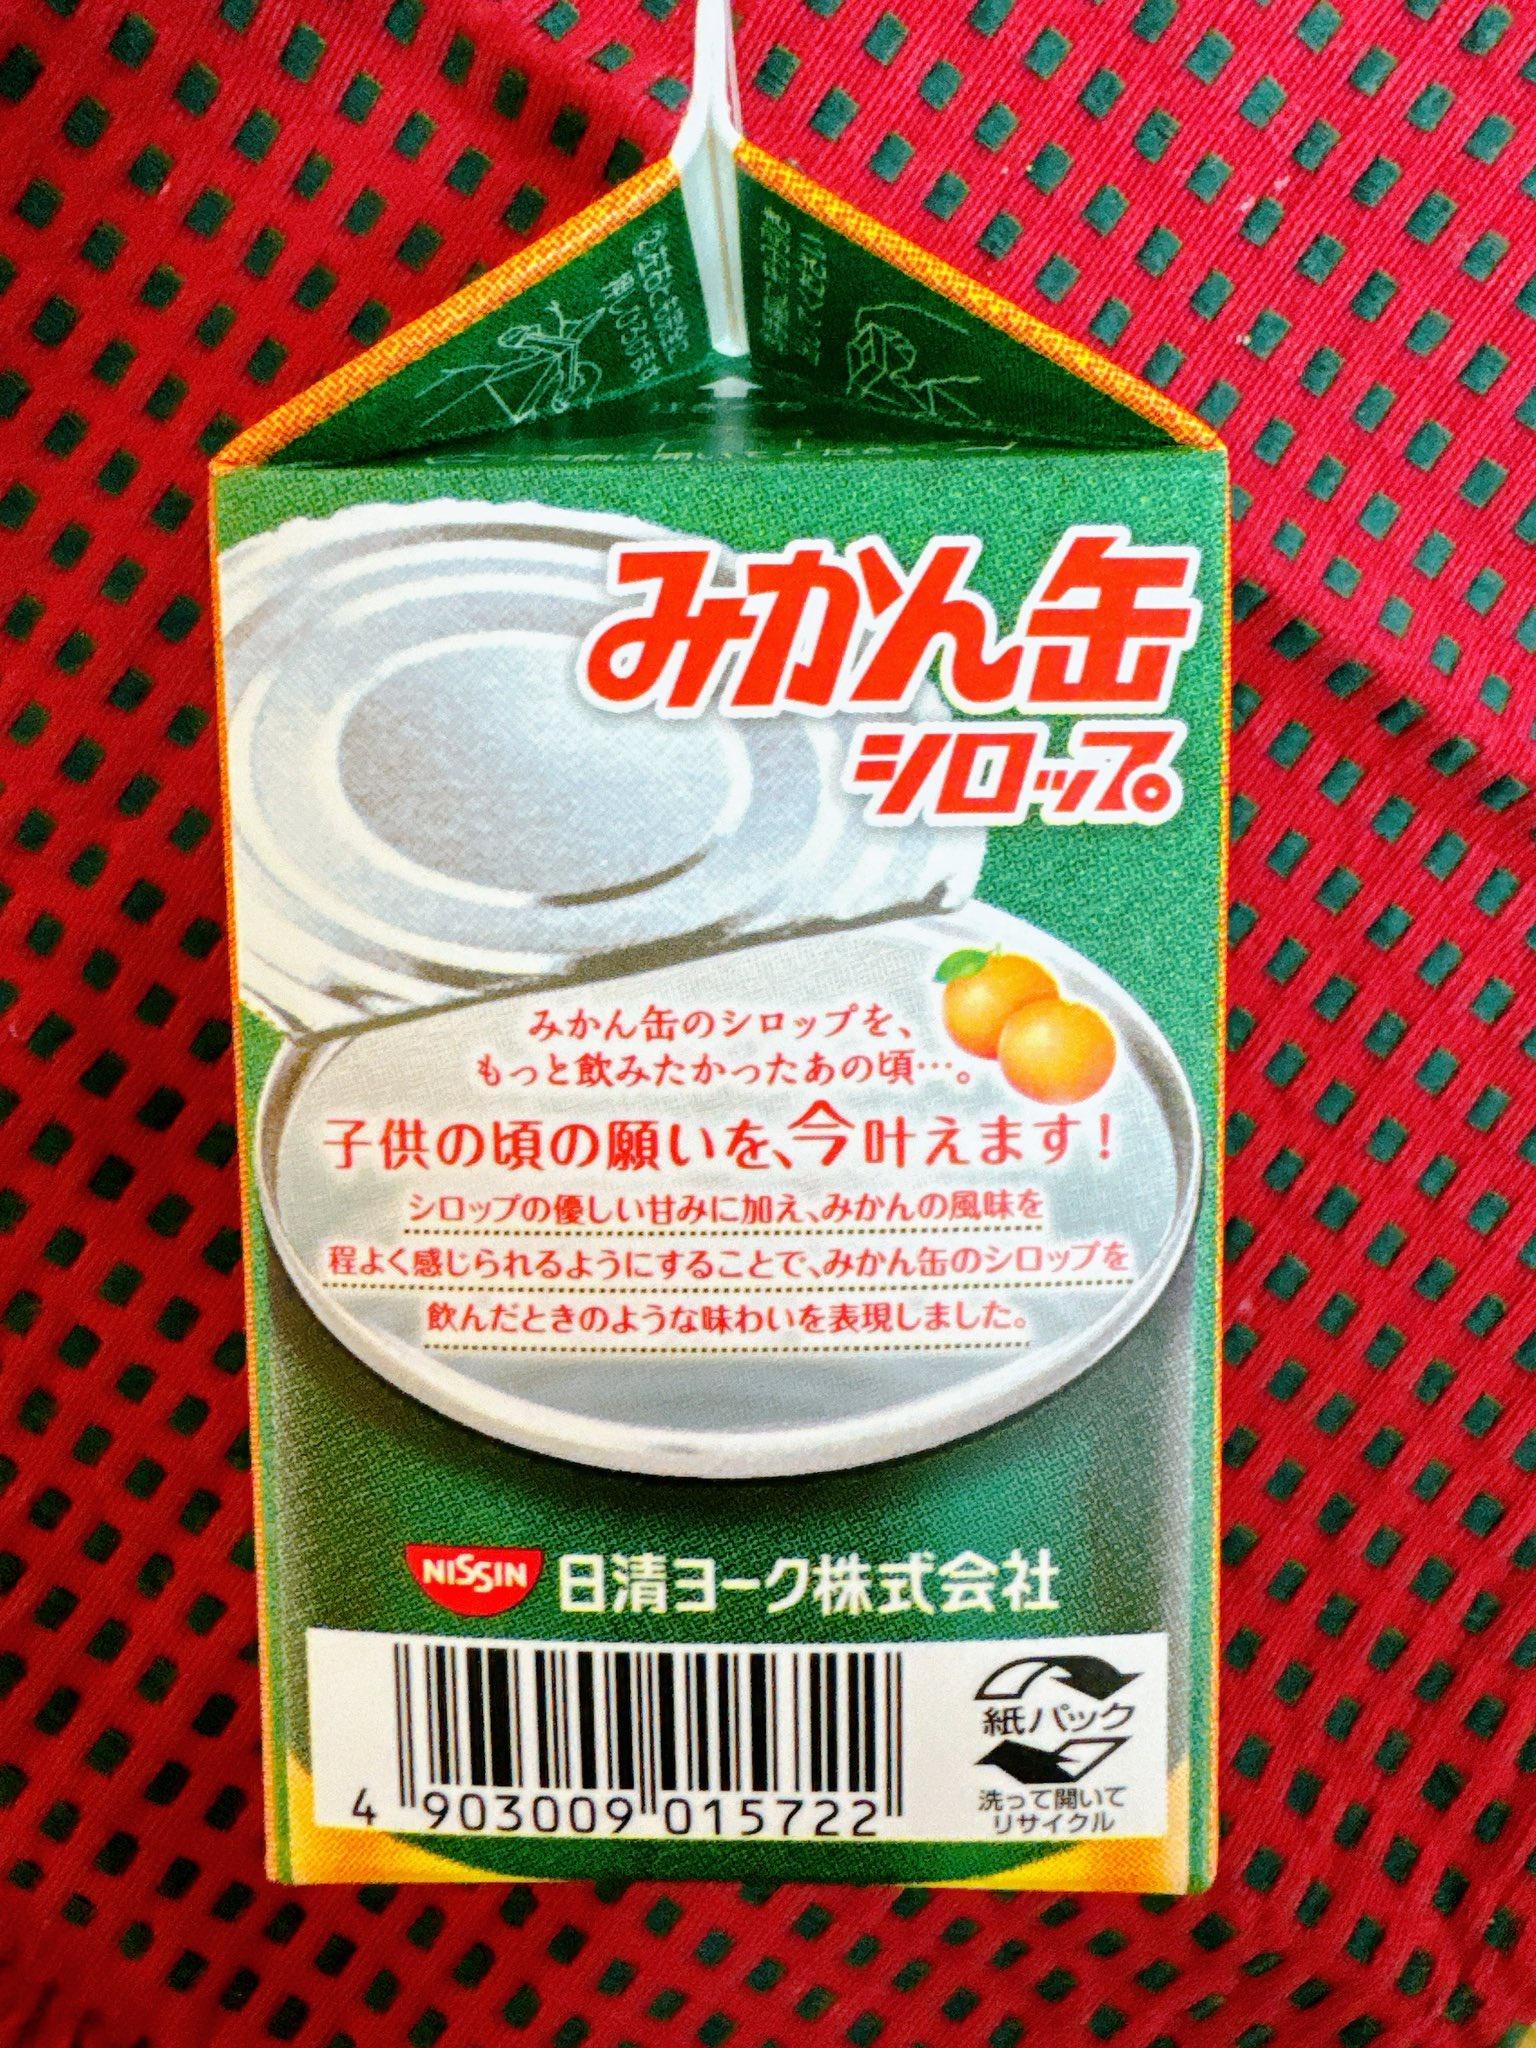 みかん缶
シロップ
みかん缶のシロップを、
もっと飲みたかったあの頃…。
子供の頃の願いを、今叶えます!
シロップの優しい甘みに加え、みかんの風味を
程よく感じられるようにすることで、みかん缶のシロップを
飲んだときのような味わいを表現しました。
NISSIN 日清ヨーク株式会社
4 903009 015722
紙パック
洗って開いて
リサイクル